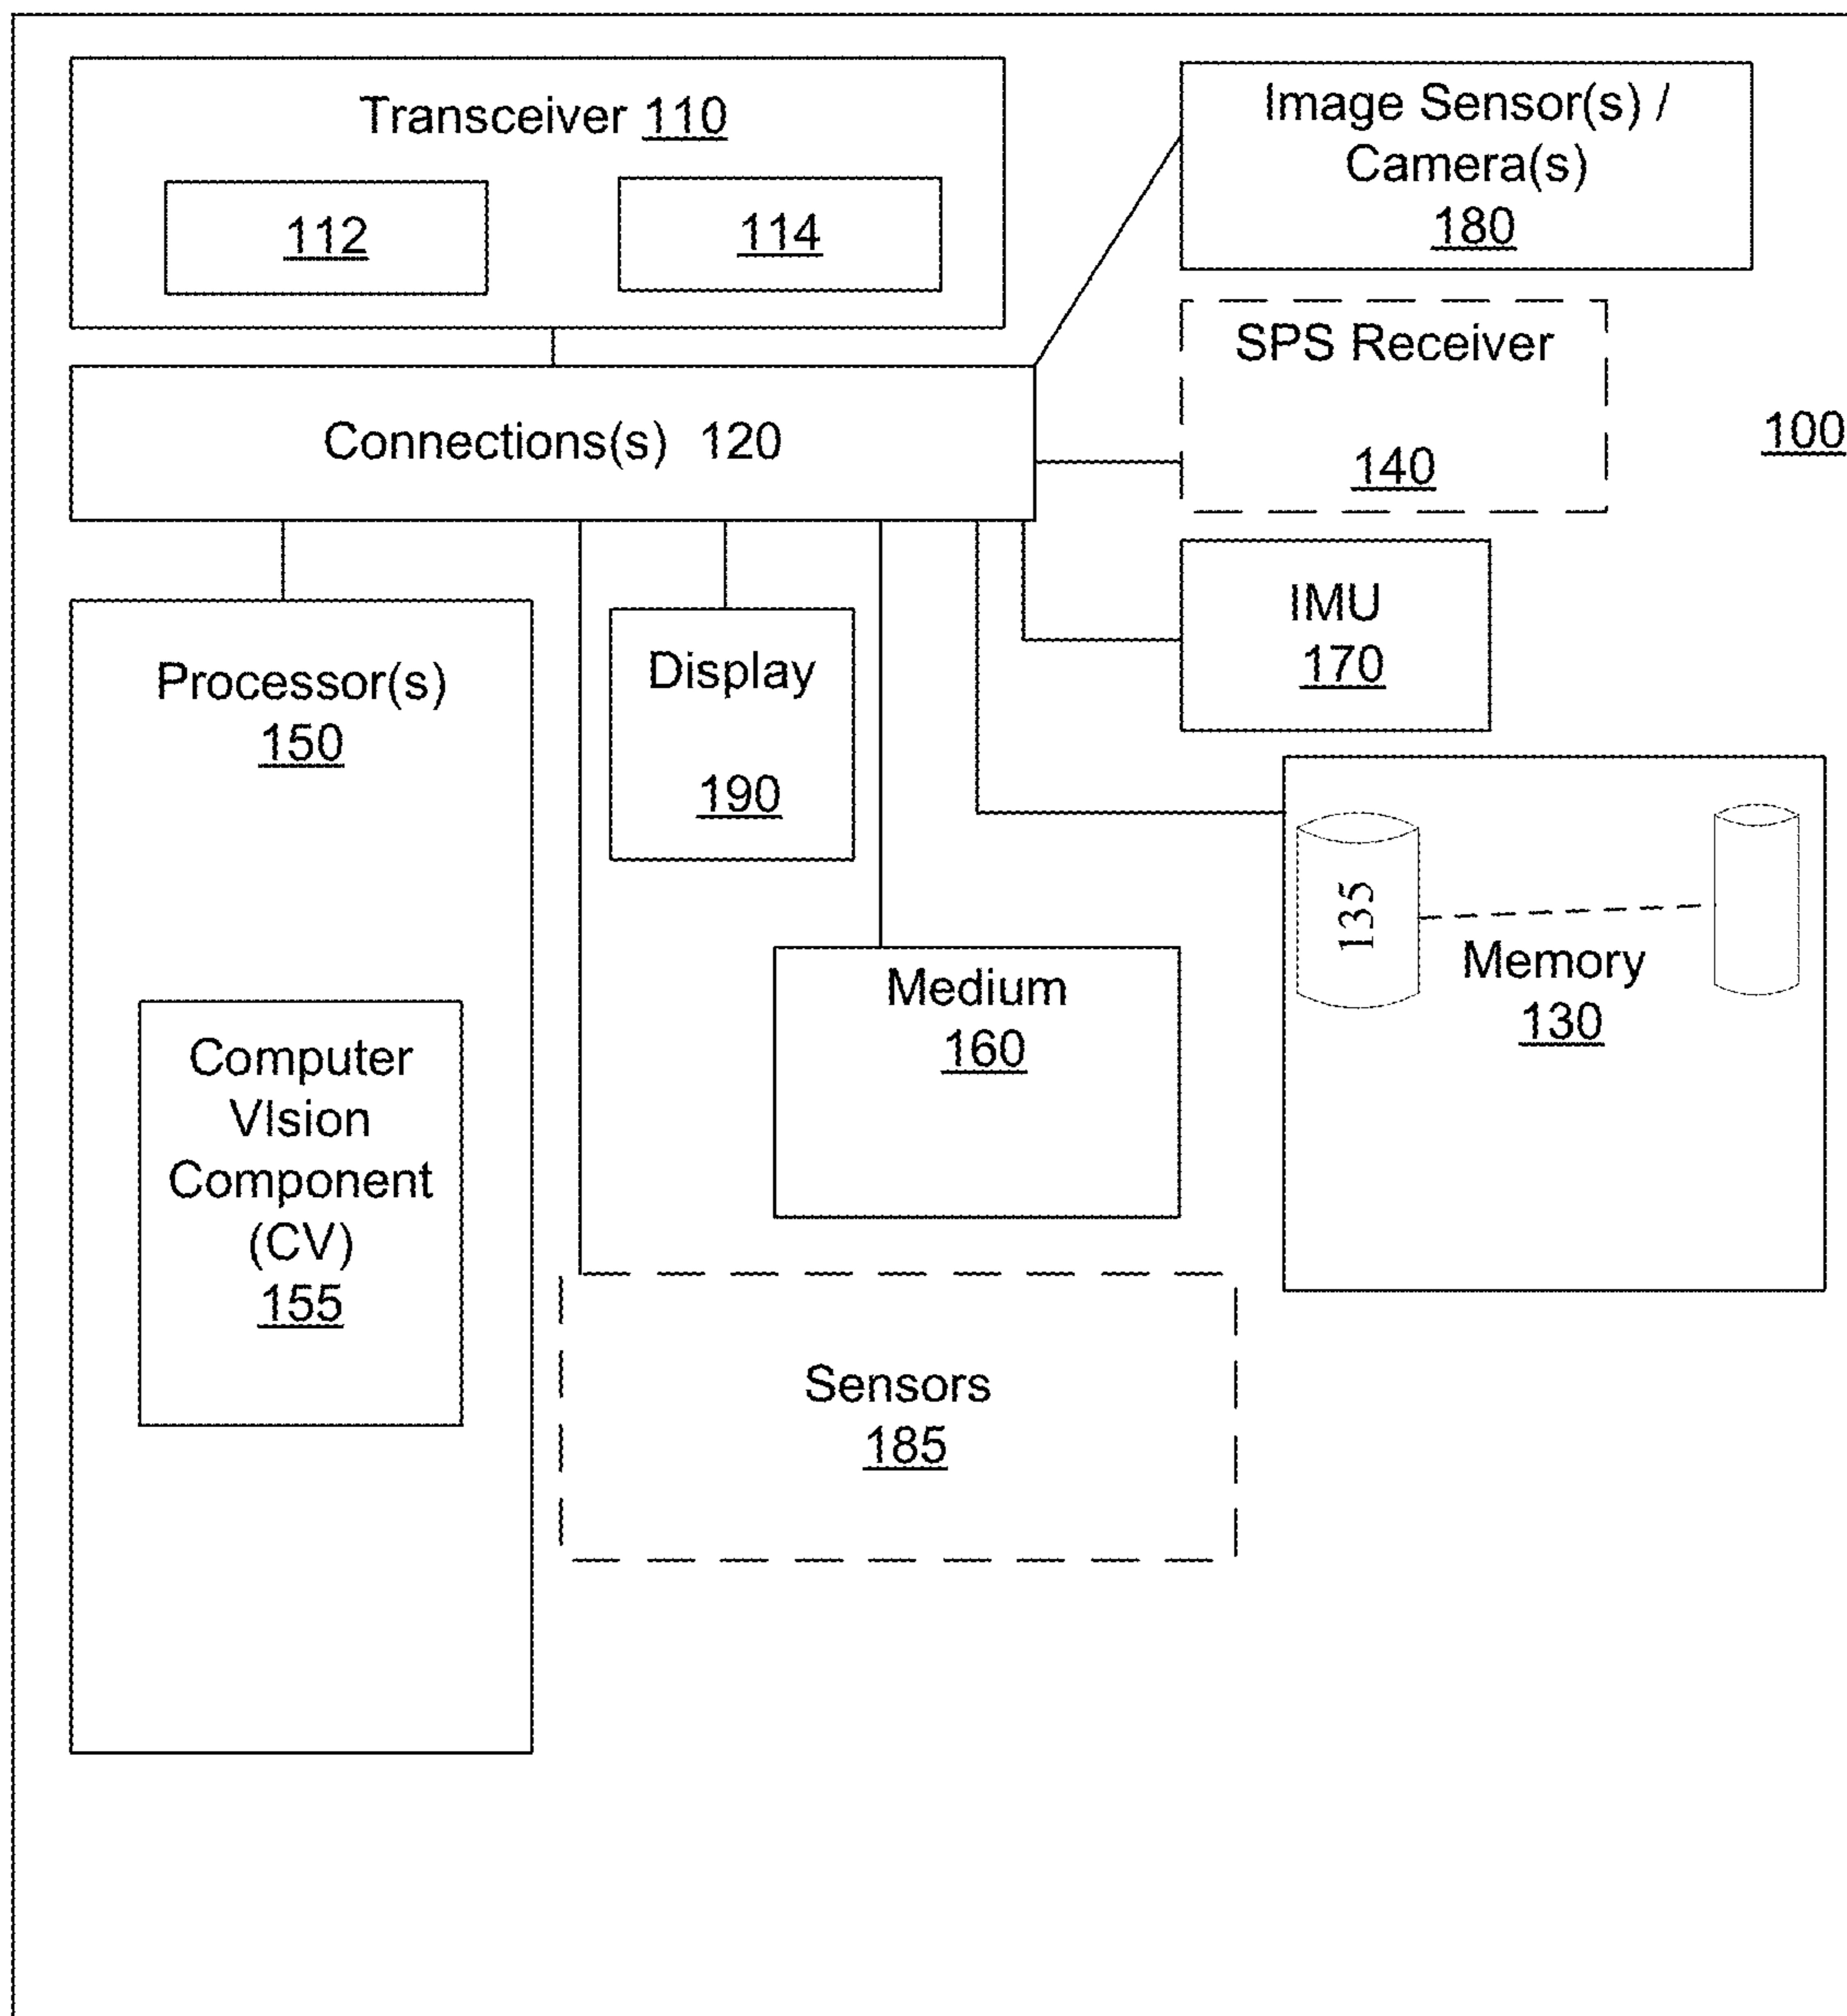 Transceiver 110
112
114
Image Sensor(s) /
Camera(s)
180
SPS Receiver
140
100
Connections(s) 120
IMU
170
Processor(s)
150
Display
190
135
Memory
130
Medium
160
Computer
VIsion
Component
(CV)
155
Sensors
185